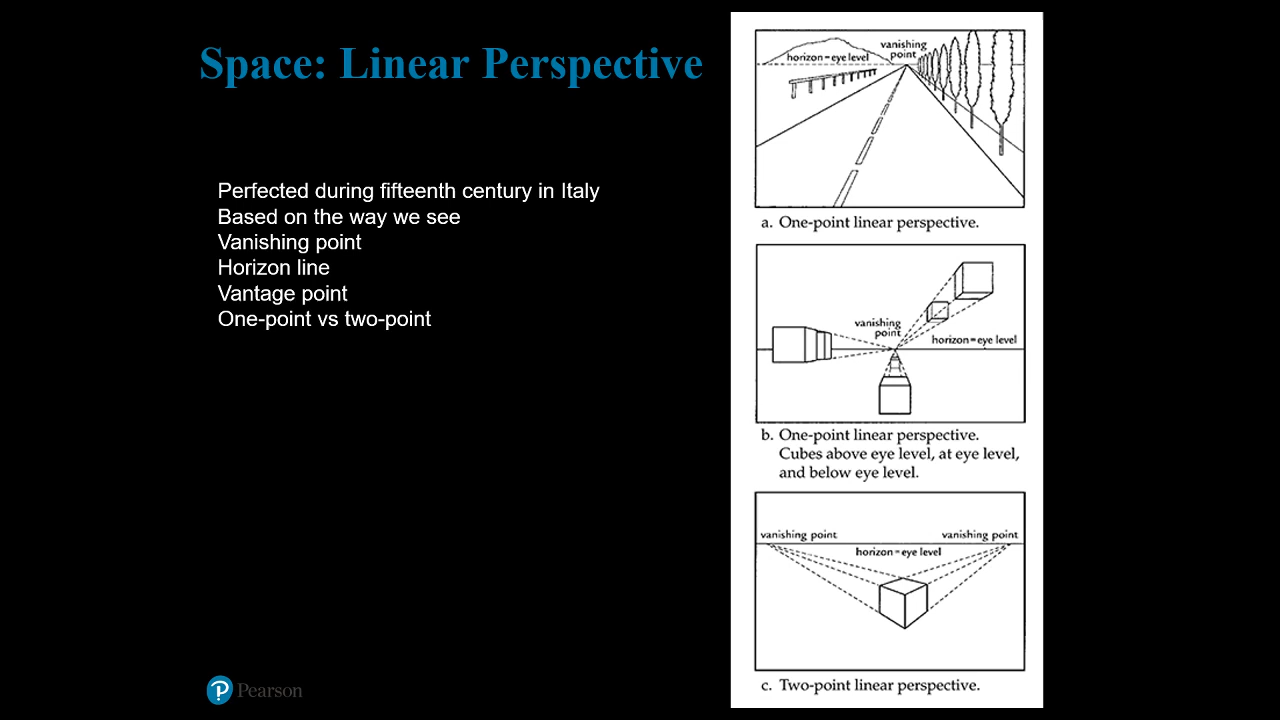 Space: Linear Perspective
Perfected during fifteenth century in Italy
Based on the way we see
Vanishing point
Horizon line
Vantage point
One-point vs two-point
vanishing
point
horizon=eye level
a. One-point linear perspective.
vanishing
point
horizon=eye level
b. One-point linear perspective.
Cubes above eye level, at eye level,
and below eye level.
vanishing point
vanishing point
horizon=eye level
c. Two-point linear perspective.
P Pearson